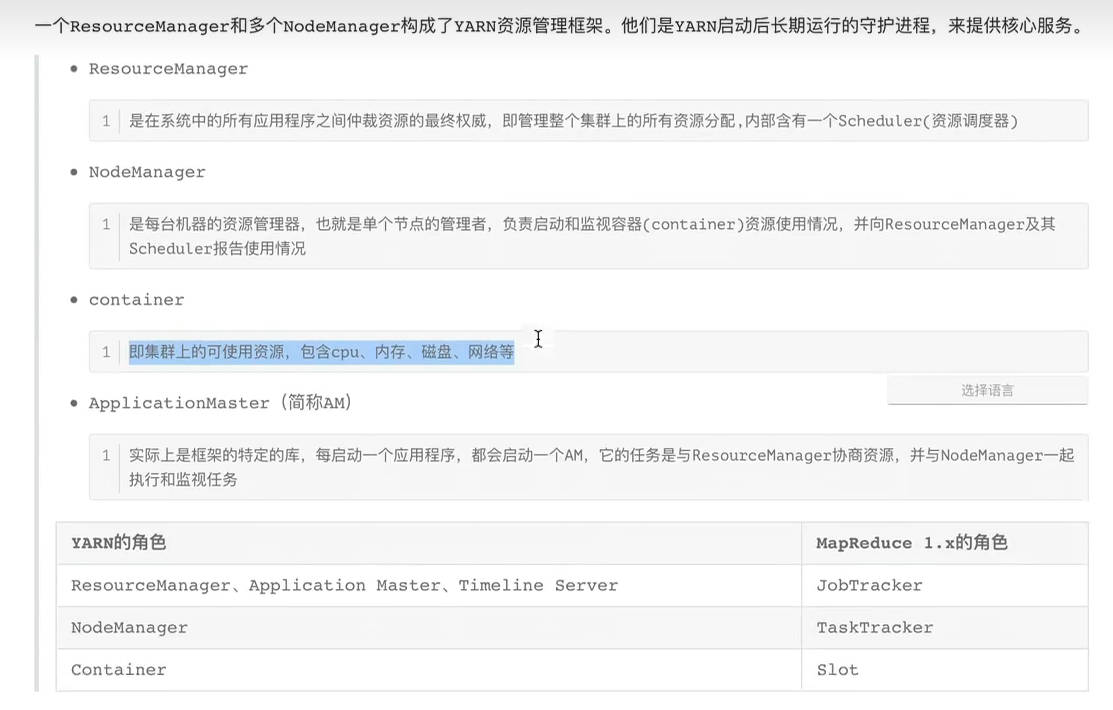 一个ResourceManager和多个NodeManager构成了YARN资源管理框架。他们是YARN启动后长期运行的守护进程，来提供核心服务。
• ResourceManager
1 是在系统中的所有应用程序之间仲裁资源的最终权威，即管理整个集群上的所有资源分配,内部含有一个Scheduler(资源调度器)
• NodeManager
1 是每台机器的资源管理器，也就是单个节点的管理者，负责启动和监视容器(container)资源使用情况，并向ResourceManager及其
Scheduler报告使用情况
• container
1 即集群上的可使用资源，包含cpu、内存、磁盘、网络等
选择语言
• ApplicationMaster（简称AM）
1 实际上是框架的特定的库，每启动一个应用程序，都会启动一个AM，它的任务是与ResourceManager协商资源，并与NodeManager一起
执行和监视任务
YARN的角色 MapReduce 1.x的角色
ResourceManager、Application Master、Timeline Server JobTracker
NodeManager TaskTracker
Container Slot